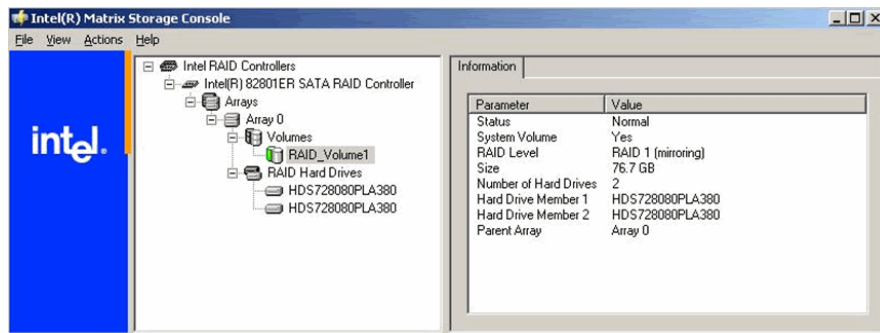 Intel(R) Matrix Storage Console
File View Actions Help
intel.
Intel RAID Controllers
Intel(R) 82801ER SATA RAID Controller
Arrays
Array 0
Volumes
RAID_Volume1
RAID Hard Drives
HDS728080PLA380
HDS728080PLA380
Information
Parameter Value
Status Normal
System Volume Yes
RAID Level RAID 1 (mirroring)
Size 76.7 GB
Number of Hard Drives 2
Hard Drive Member 1 HDS728080PLA380
Hard Drive Member 2 HDS728080PLA380
Parent Array Array 0